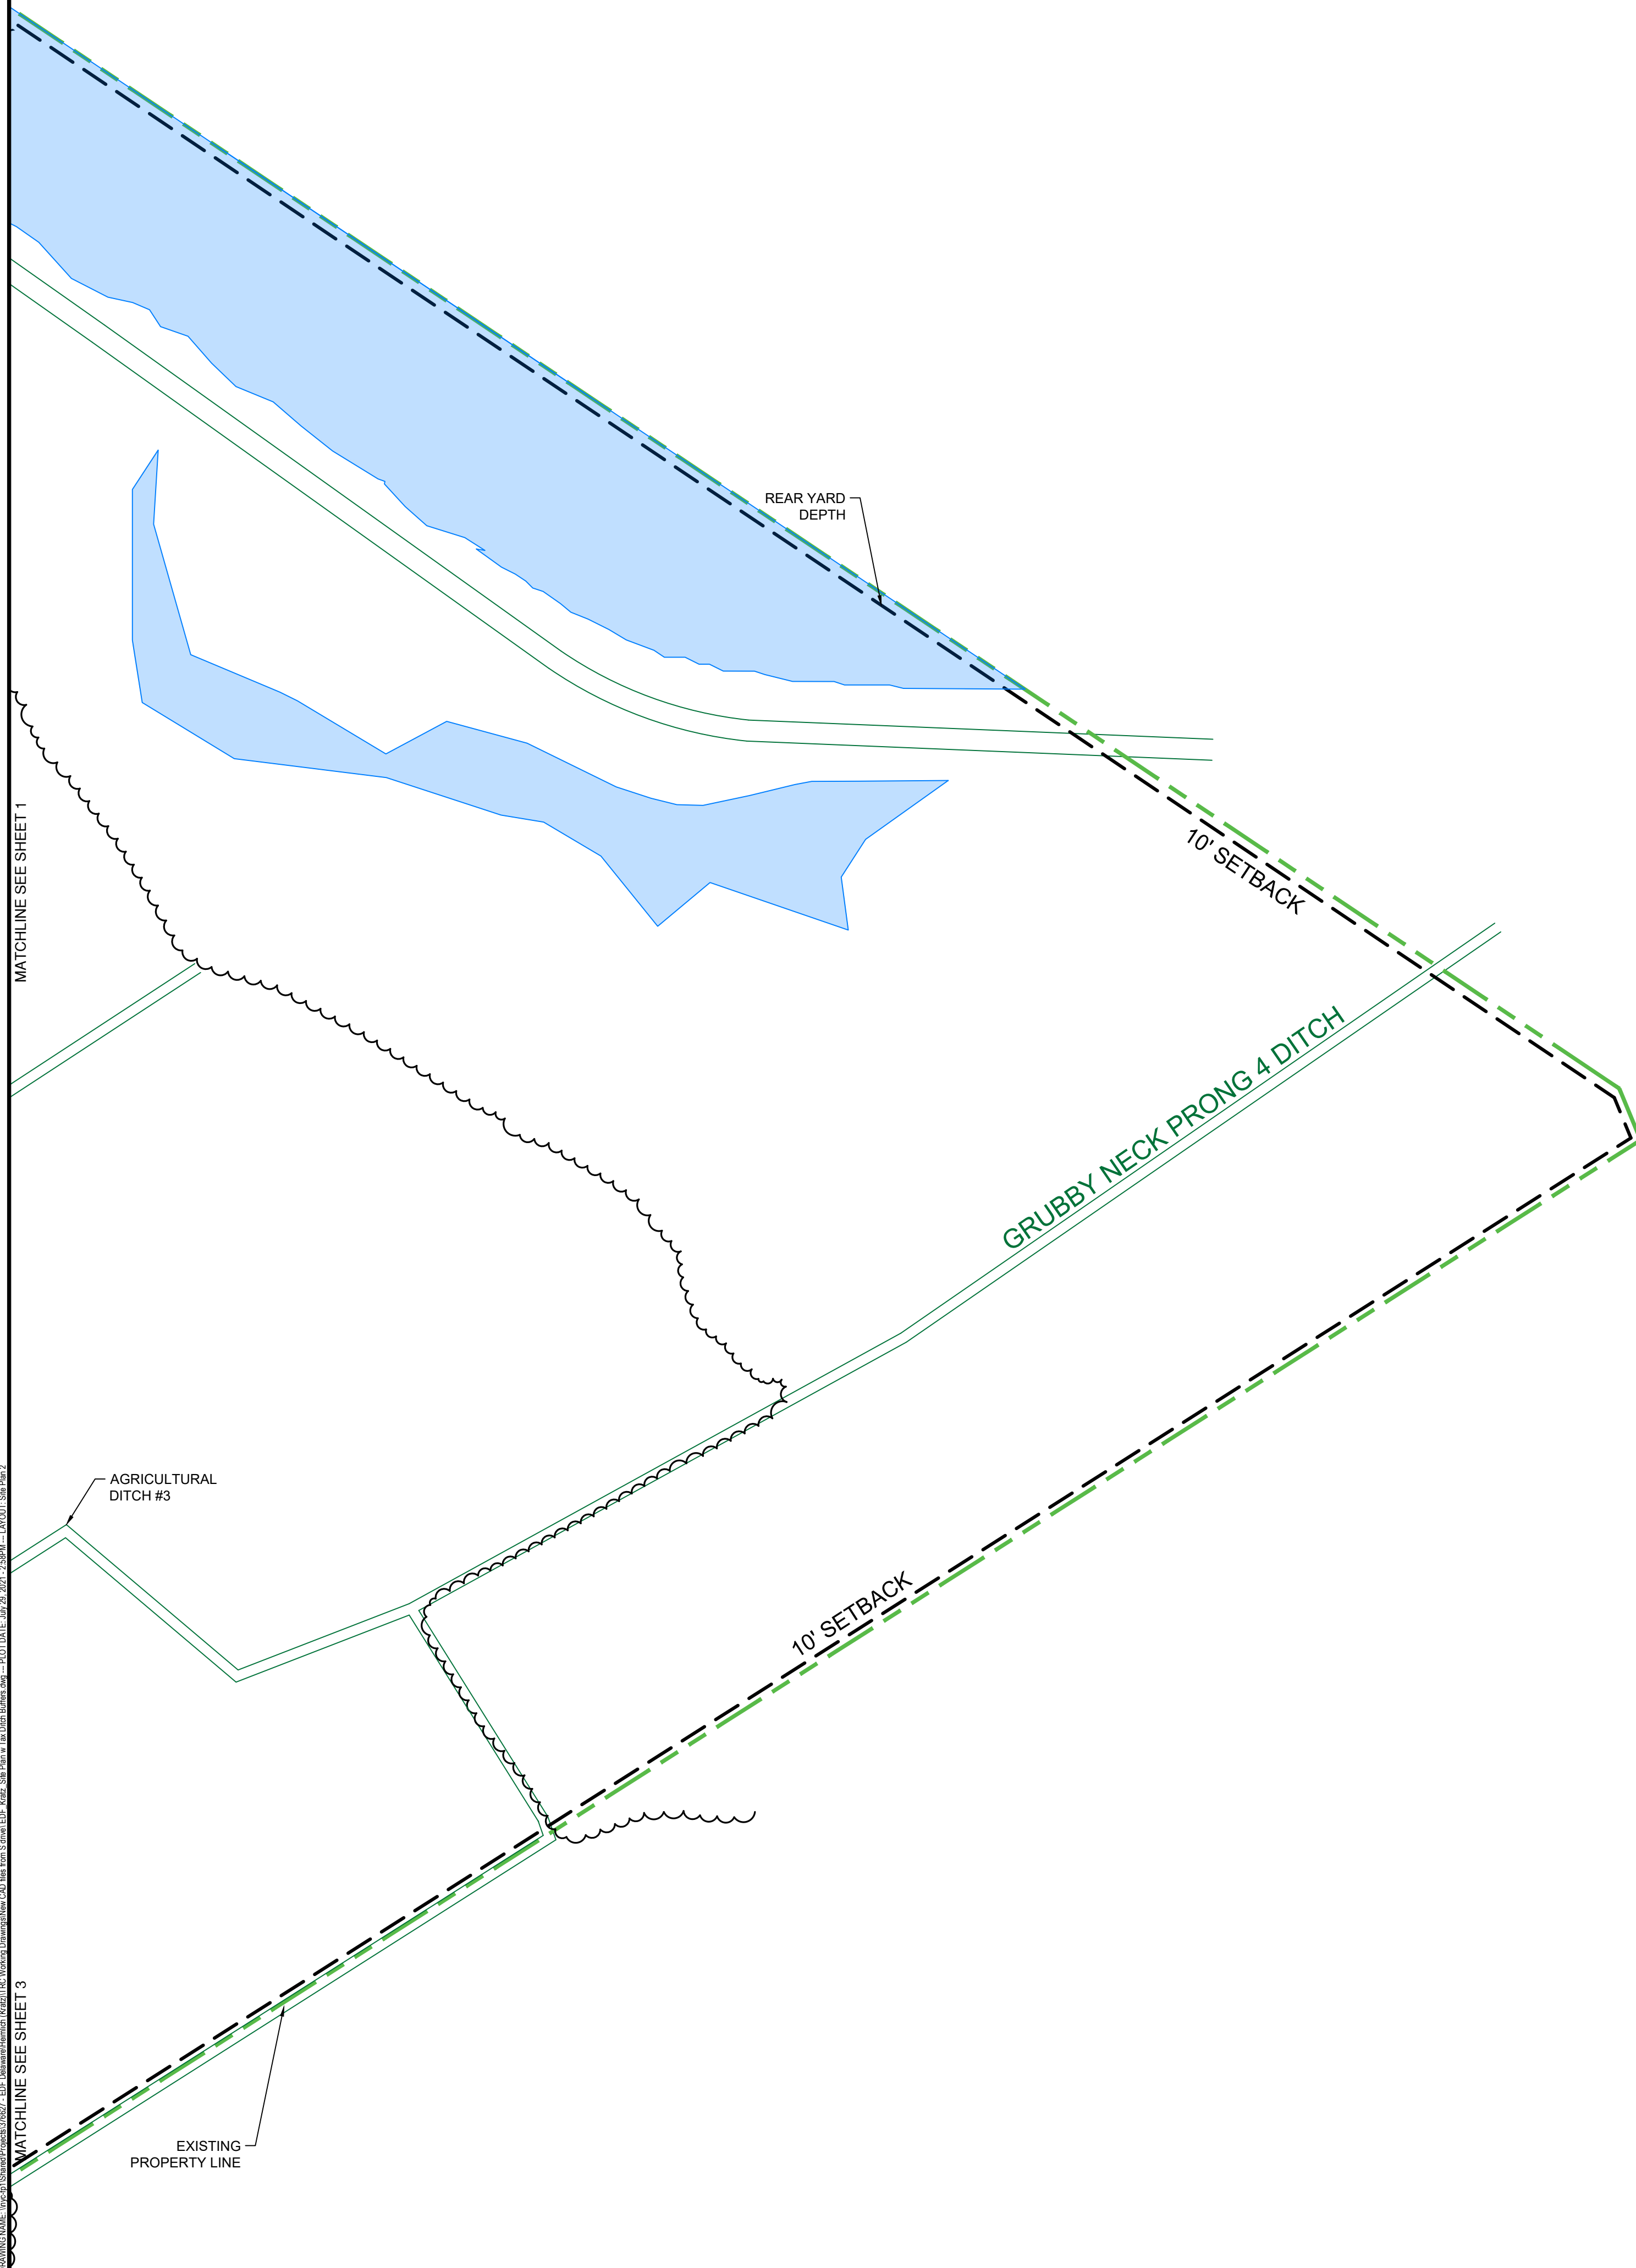 REAR YARD
DEPTH
MATCHLINE SEE SHEET 1
10' SETBACK
GRUBBY NECK PRONG 4 DITCH
AGRICULTURAL
DITCH #3
10' SETBACK
MATCHLINE SEE SHEET 3
EXISTING
PROPERTY LINE